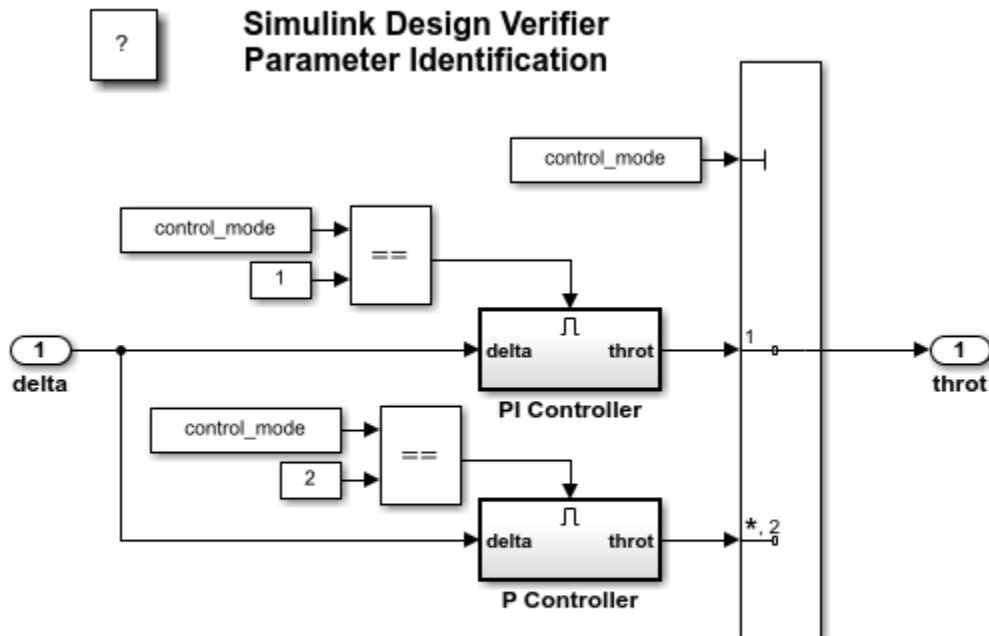 ?
Simulink Design Verifier
Parameter Identification
control_mode
control_mode
==
1
delta
throt
1
1
delta
1
throt
PI Controller
control_mode
==
2
delta
throt
*, 2
P Controller